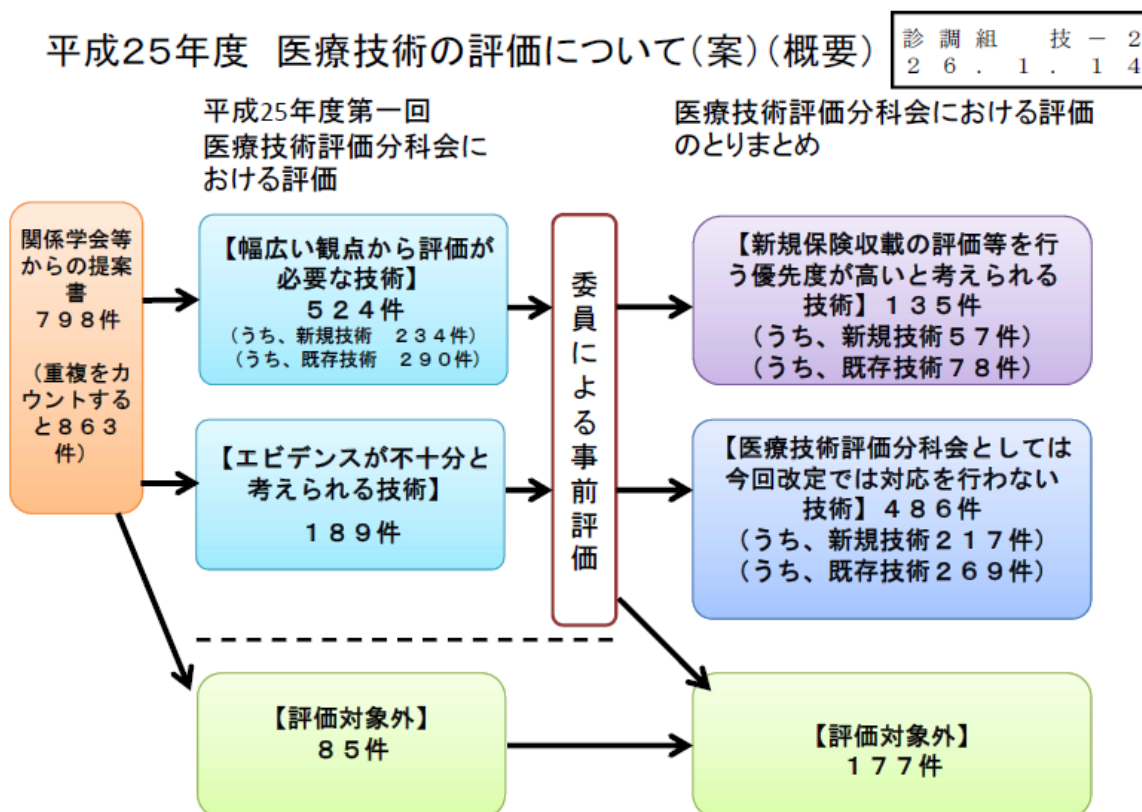 平成25年度 医療技術の評価について(案)(概要)
診調組 技-2
26.1.14
平成25年度第一回
医療技術評価分科会に
おける評価
医療技術評価分科会における評価
のとりまとめ
関係学会等
からの提案
書
798件
(重複をカ
ウントする
と863
件)
【幅広い観点から評価が
必要な技術】
524件
(うち、新規技術 234件)
(うち、既存技術 290件)
【エビデンスが不十分と
考えられる技術】
189件
【評価対象外】
85件
委員による事前評価
【新規保険収載の評価等を行
う優先度が高いと考えられる
技術】135件
(うち、新規技術57件)
(うち、既存技術78件)
【医療技術評価分科会としては
今回改定では対応を行わない
技術】486件
(うち、新規技術217件)
(うち、既存技術269件)
【評価対象外】
177件